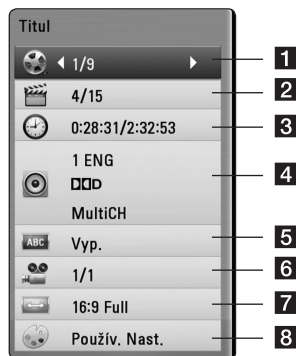 Titul
1/9
1
4/15
2
0:28:31/2:32:53
3
1 ENG
D
MultiCH
4
ABC
Vyp.
5
1/1
6
16:9 Full
7
Použív. Nast.
8